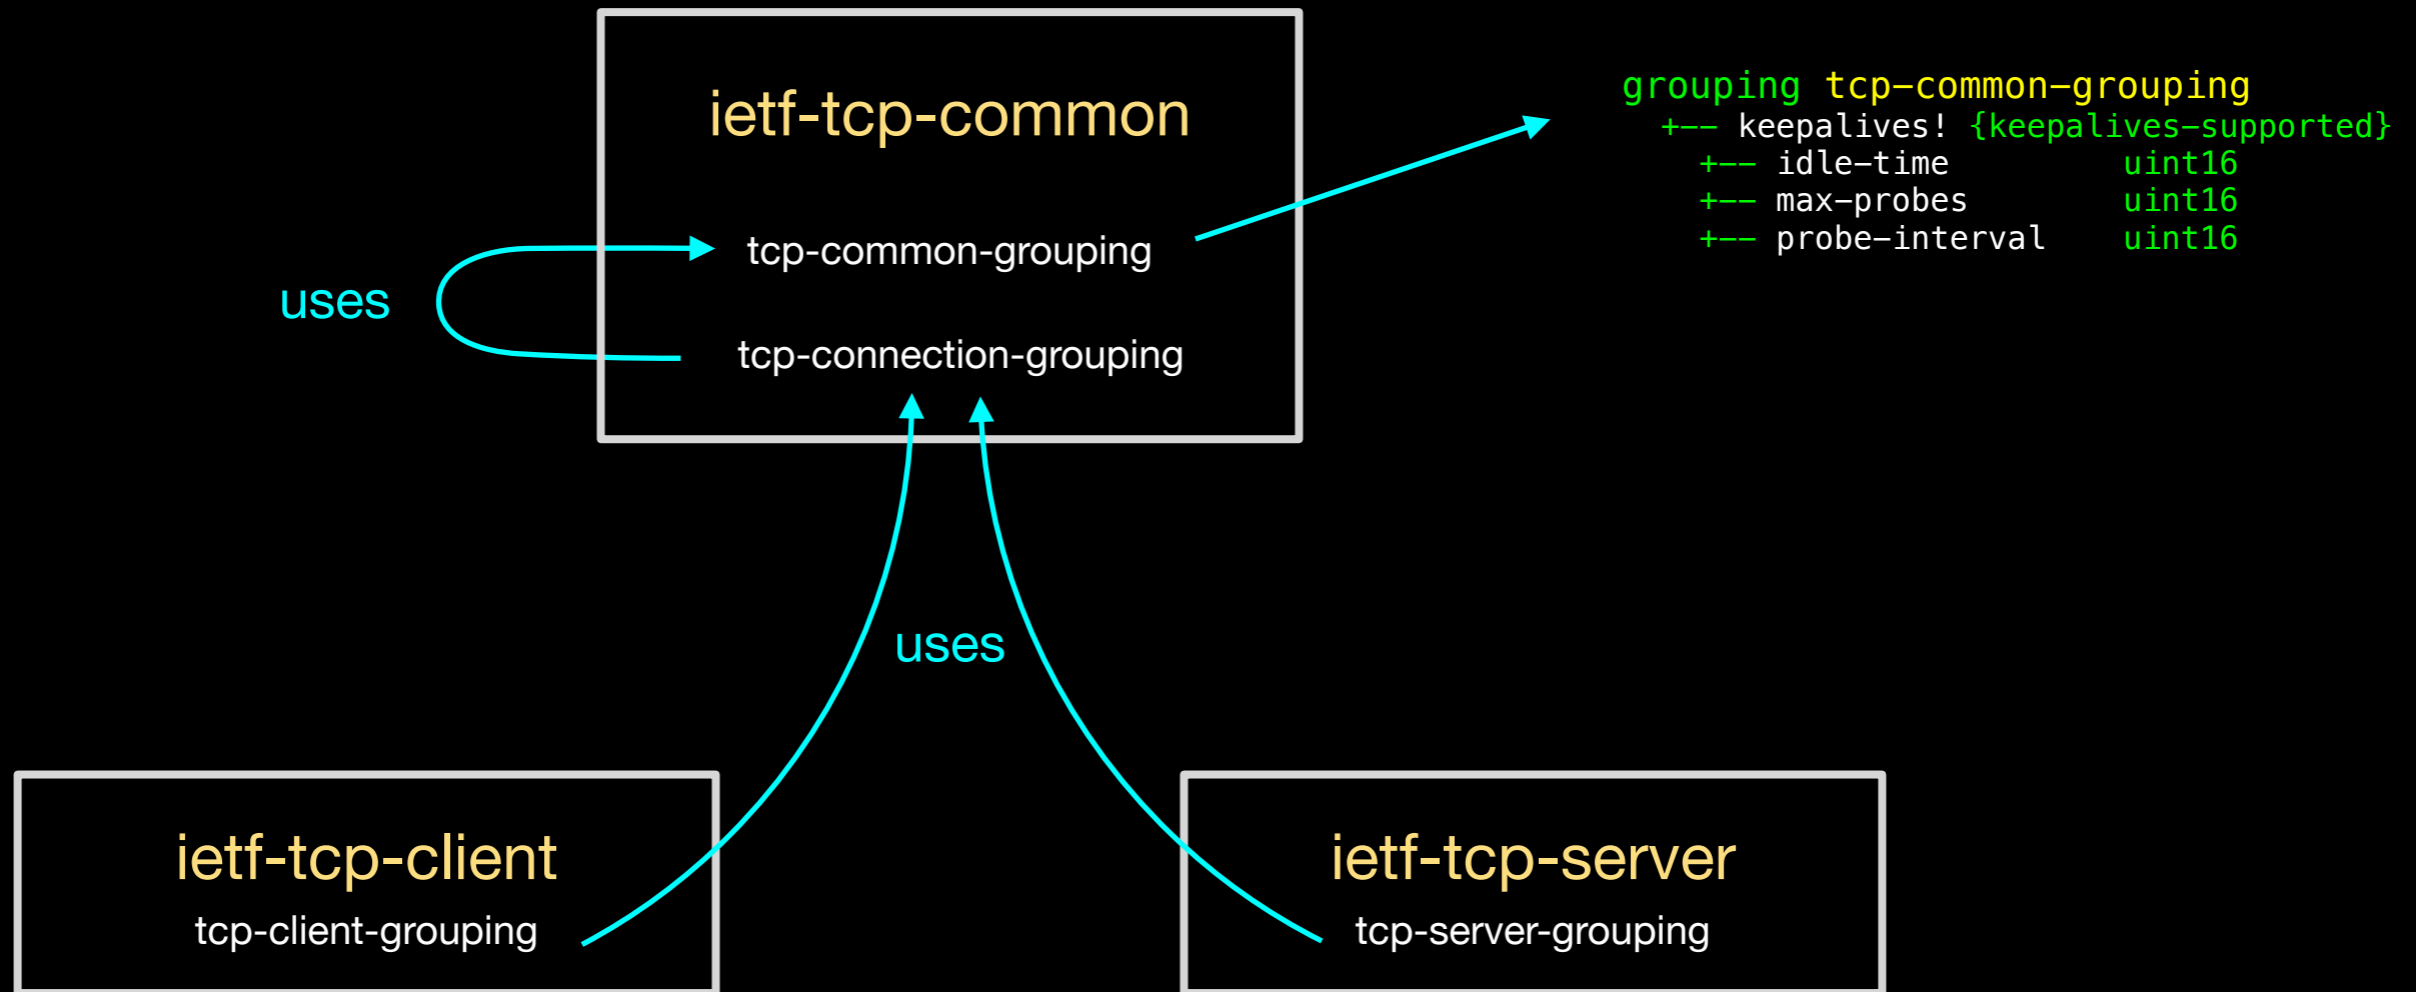 ietf-tcp-common
tcp-common-grouping
tcp-connection-grouping
uses
grouping tcp-common-grouping
+-- keepalives! {keepalives-supported}
+-- idle-time uint16
+-- max-probes uint16
+-- probe-interval uint16
uses
ietf-tcp-client
tcp-client-grouping
ietf-tcp-server
tcp-server-grouping